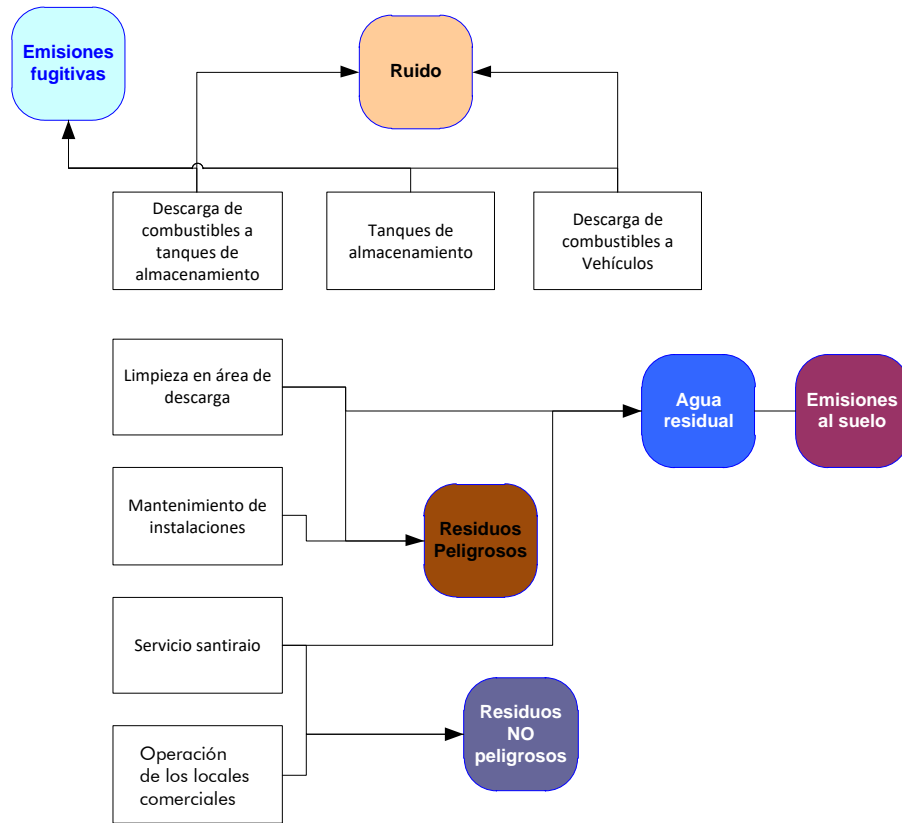 Emisiones
fugitivas
Ruido
Descarga de
combustibles a
tanques de
almacenamiento
Tanques de
almacenamiento
Descarga de
combustibles a
Vehículos
Limpieza en área de
descarga
Agua
residual
Emisiones
al suelo
Mantenimiento de
instalaciones
Residuos
Peligrosos
Servicio santiraio
Residuos
NO
peligrosos
Operación
de los locales
comerciales